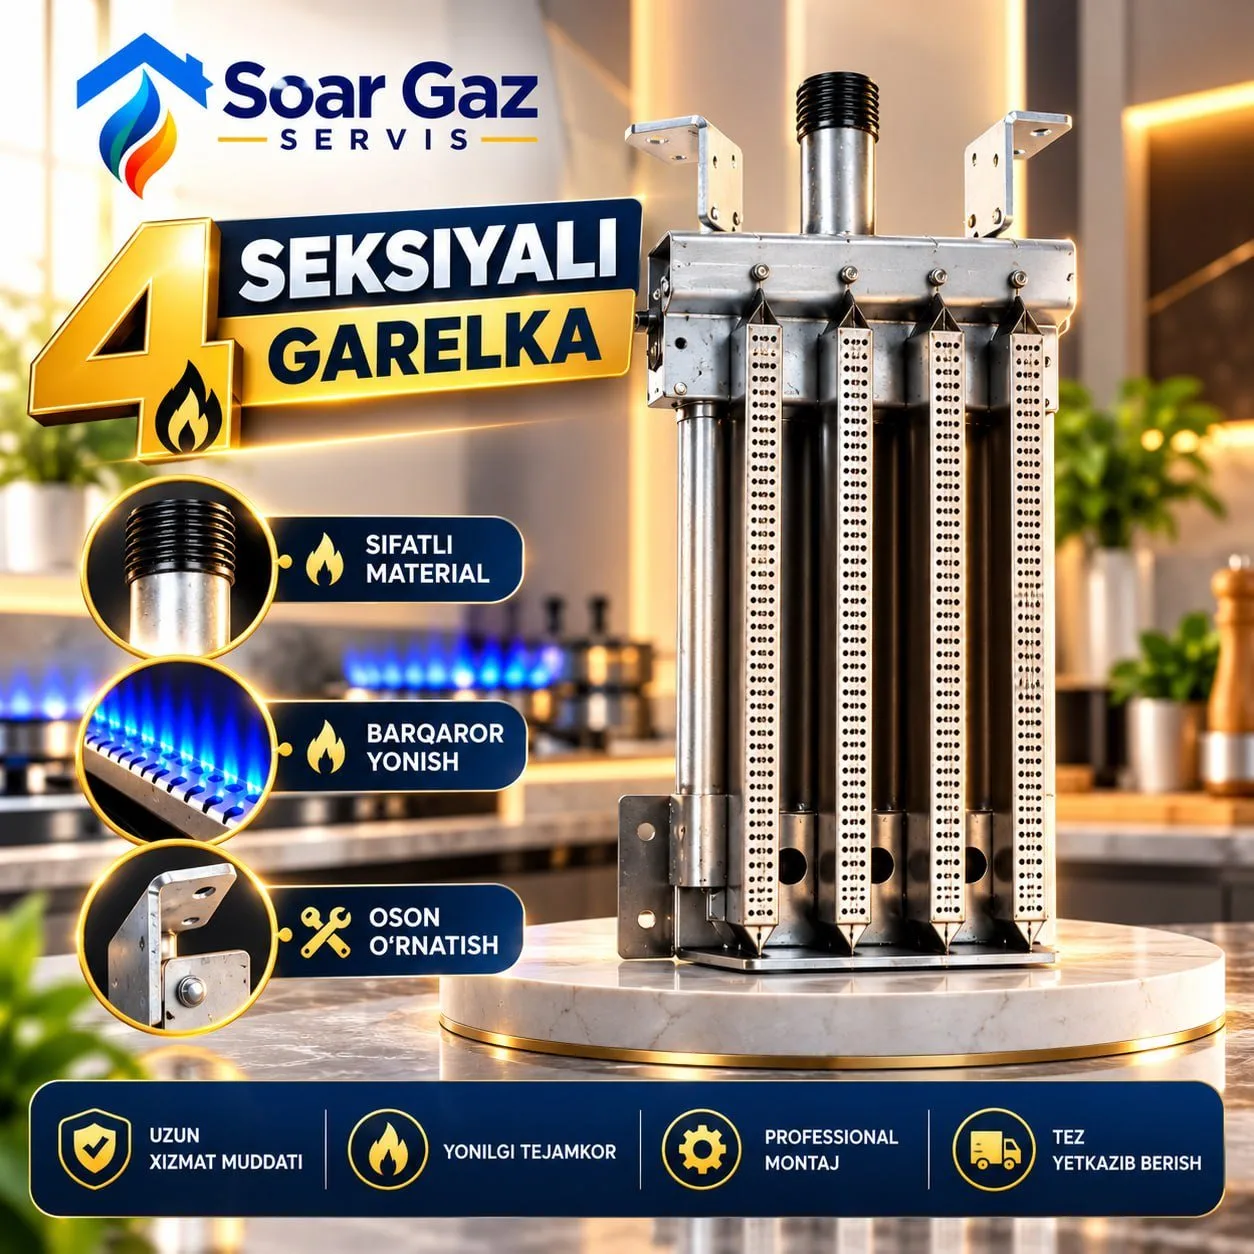 Soar Gaz
SERVIS
4
SEKSIYALI
GARELKA
SIFATLI
MATERIAL
BARQAROR
YONISH
OSON
O‘RNATISH
UZUN
XIZMAT MUDDATI
YONILGI TEJAMKOR
PROFESSIONAL
MONTAJ
TEZ
YETKAZIB BERISH